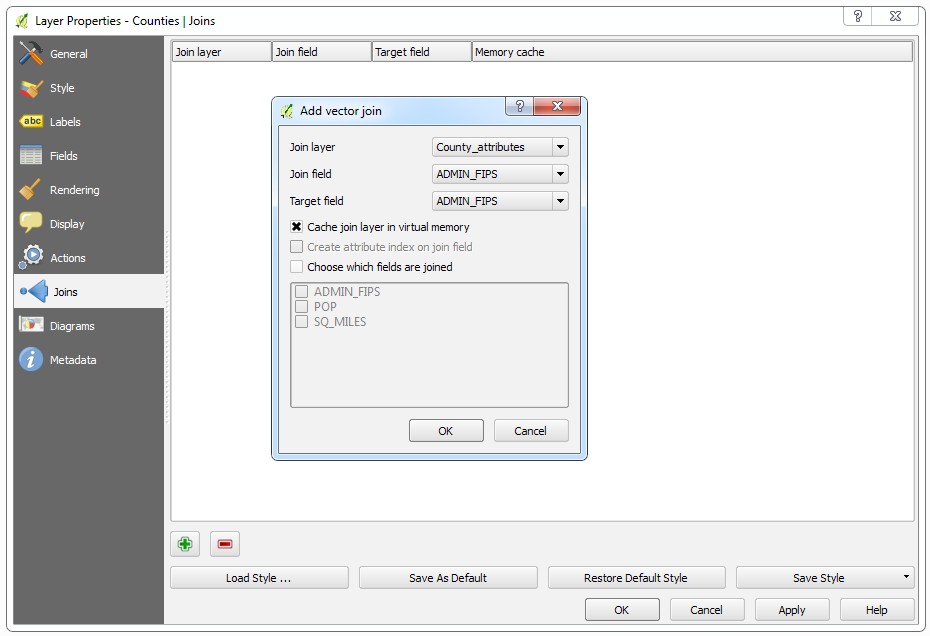 Layer Properties - Counties | Joins
General
Style
abc Labels
Fields
Rendering
Display
Actions
Joins
Diagrams
i Metadata
Join layer Join field Target field Memory cache
? Add vector join
Join layer County_attributes
Join field ADMIN_FIPS
Target field ADMIN_FIPS
Cache join layer in virtual memory
Create attribute index on join field
Choose which fields are joined
ADMIN_FIPS
POP
SQ_MILES
OK Cancel
Load Style ... Save As Default Restore Default Style Save Style
OK Cancel Apply Help